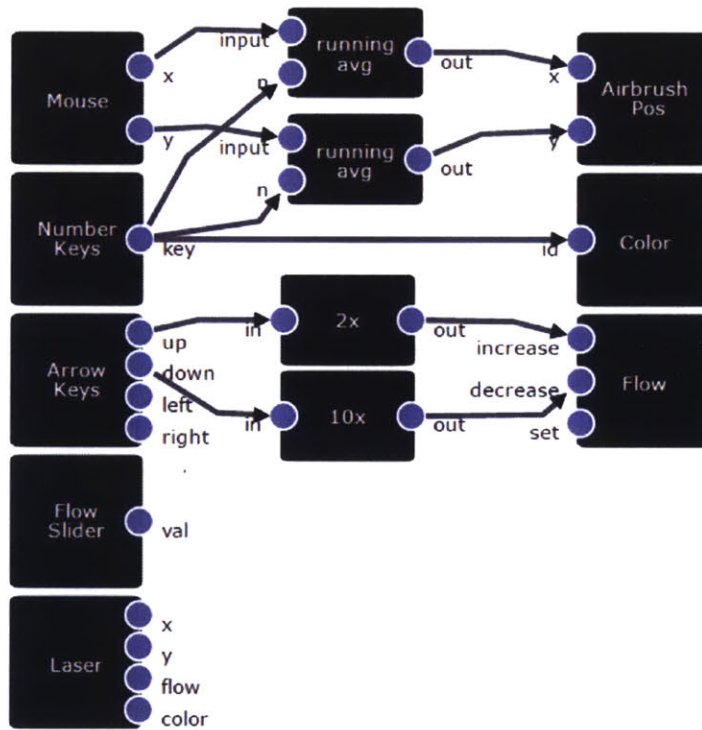 Mouse
x
y
input
n
running
avg
out
input
n
running
avg
out
x
y
Airbrush
Pos
Number
Keys
key
id
Color
Arrow
Keys
up
down
left
right
in
2x
out
in
10x
out
increase
decrease
set
Flow
Flow
Slider
val
Laser
x
y
flow
color